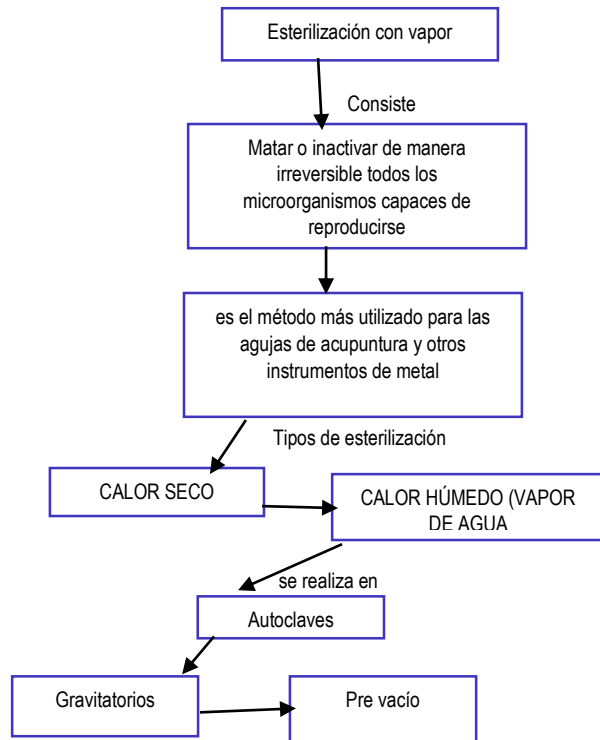 Esterilización con vapor
Consiste
Matar o inactivar de manera
irreversible todos los
microorganismos capaces de
reproducirse
es el método más utilizado para las
agujas de acupuntura y otros
instrumentos de metal
Tipos de esterilización
CALOR SECO
CALOR HÚMEDO (VAPOR
DE AGUA
se realiza en
Autoclaves
Gravitatorios
Pre vacío